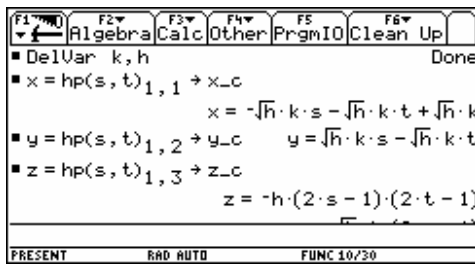 F1 F2 F3 F4 F5 F6
Algebra Calc Other PrgmIO Clean Up
▪ DelVar k,h Done
▪ x = hp(s,t)₁,₁ → x_c
x = -√h·k·s - √h·k·t + √h·k
▪ y = hp(s,t)₁,₂ → y_c y = √h·k·s - √h·k·t
▪ z = hp(s,t)₁,₃ → z_c
z = -h·(2·s - 1)·(2·t - 1)
PRESENT RAD AUTO FUNC 10/30